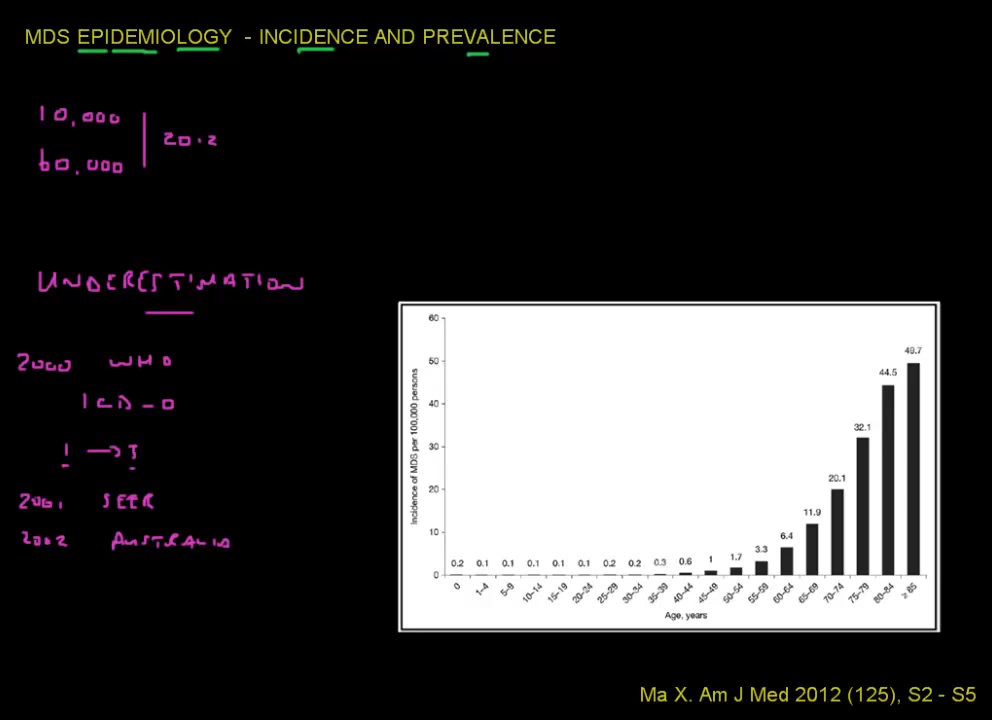 MDS EPIDEMIOLOGY - INCIDENCE AND PREVALENCE
10,000
60,000
20.2
UNDERESTIMATION
2000 WHO
ICD-O
1 → 3
2001 SEER
2002 AUSTRALIA
Incidence of MDS per 100,000 persons
60
50
40
30
20
10
0
0.2 0.1 0.1 0.1 0.1 0.1 0.2 0.2 0.3 0.6 1 1.7 3.3 6.4 11.9 20.1 32.1 44.5 49.7
0 1-4 5-9 10-14 15-19 20-24 25-29 30-34 35-39 40-44 45-49 50-54 55-59 60-64 65-69 70-74 75-79 80-84 ≥ 85
Age, years
Ma X. Am J Med 2012 (125), S2 - S5